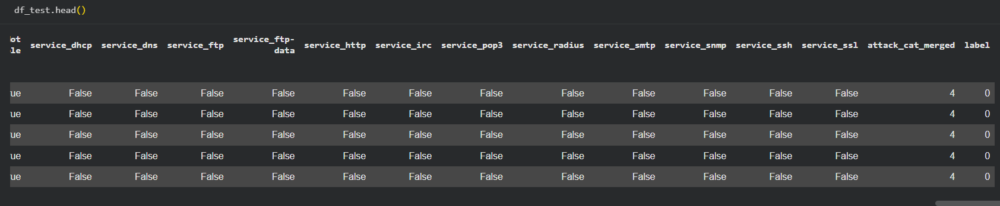 df_test.head()
ot
le service_dhcp service_dns service_ftp service_ftp-
data service_http service_irc service_pop3 service_radius service_smtp service_snmp service_ssh service_ssl attack_cat_merged label
ue False False False False False False False False False False False False 4 0
ue False False False False False False False False False False False False 4 0
ue False False False False False False False False False False False False 4 0
ue False False False False False False False False False False False False 4 0
ue False False False False False False False False False False False False 4 0